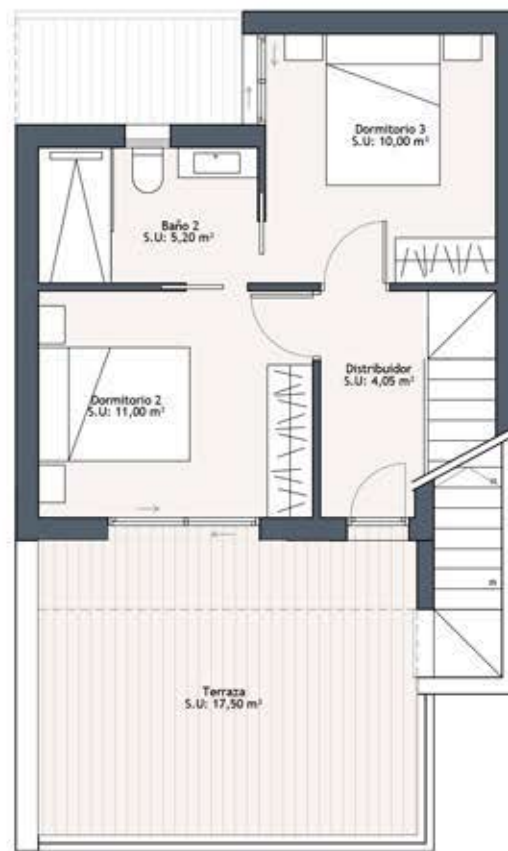 Dormitorio 3
S.U: 10,00 m²
Baño 2
S.U: 5,20 m²
Distribuidor
S.U: 4,05 m²
Dormitorio 2
S.U: 11,00 m²
Terraza
S.U: 17,50 m²